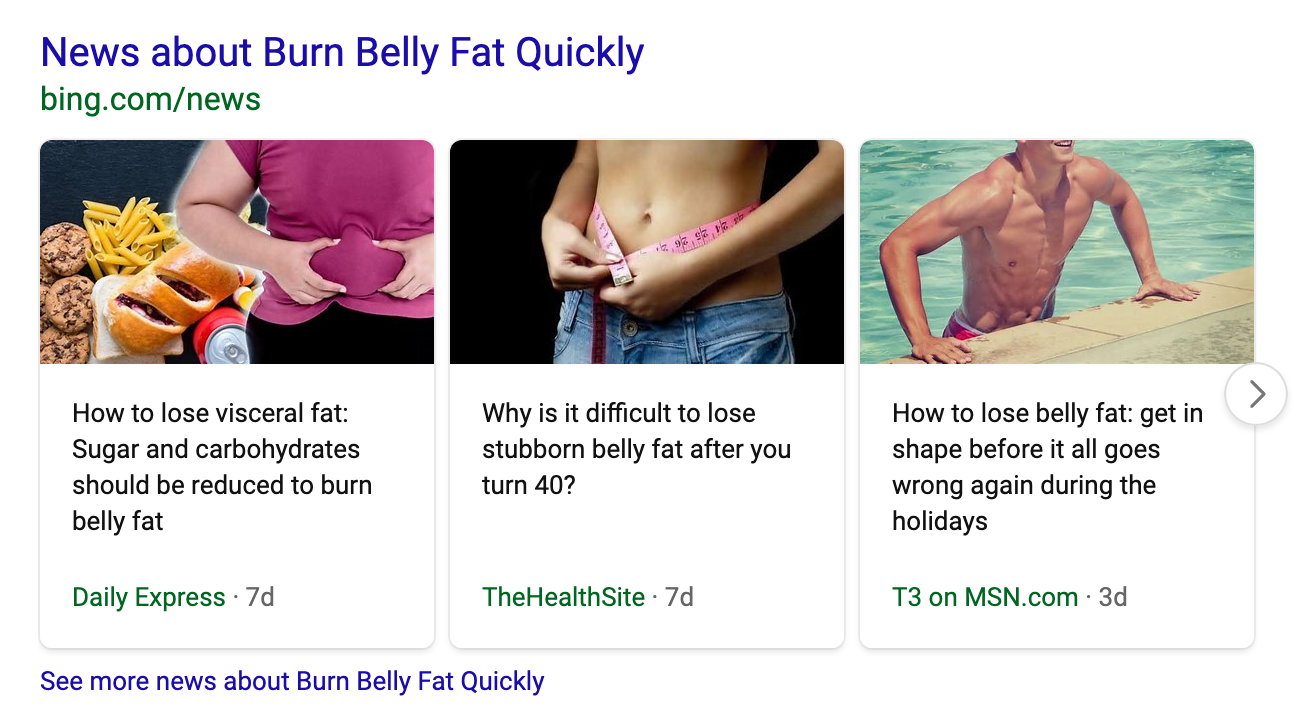 News about Burn Belly Fat Quickly
bing.com/news
How to lose visceral fat:
Sugar and carbohydrates
should be reduced to burn
belly fat
Daily Express · 7d
Why is it difficult to lose
stubborn belly fat after you
turn 40?
TheHealthSite · 7d
How to lose belly fat: get in
shape before it all goes
wrong again during the
holidays
T3 on MSN.com · 3d
See more news about Burn Belly Fat Quickly